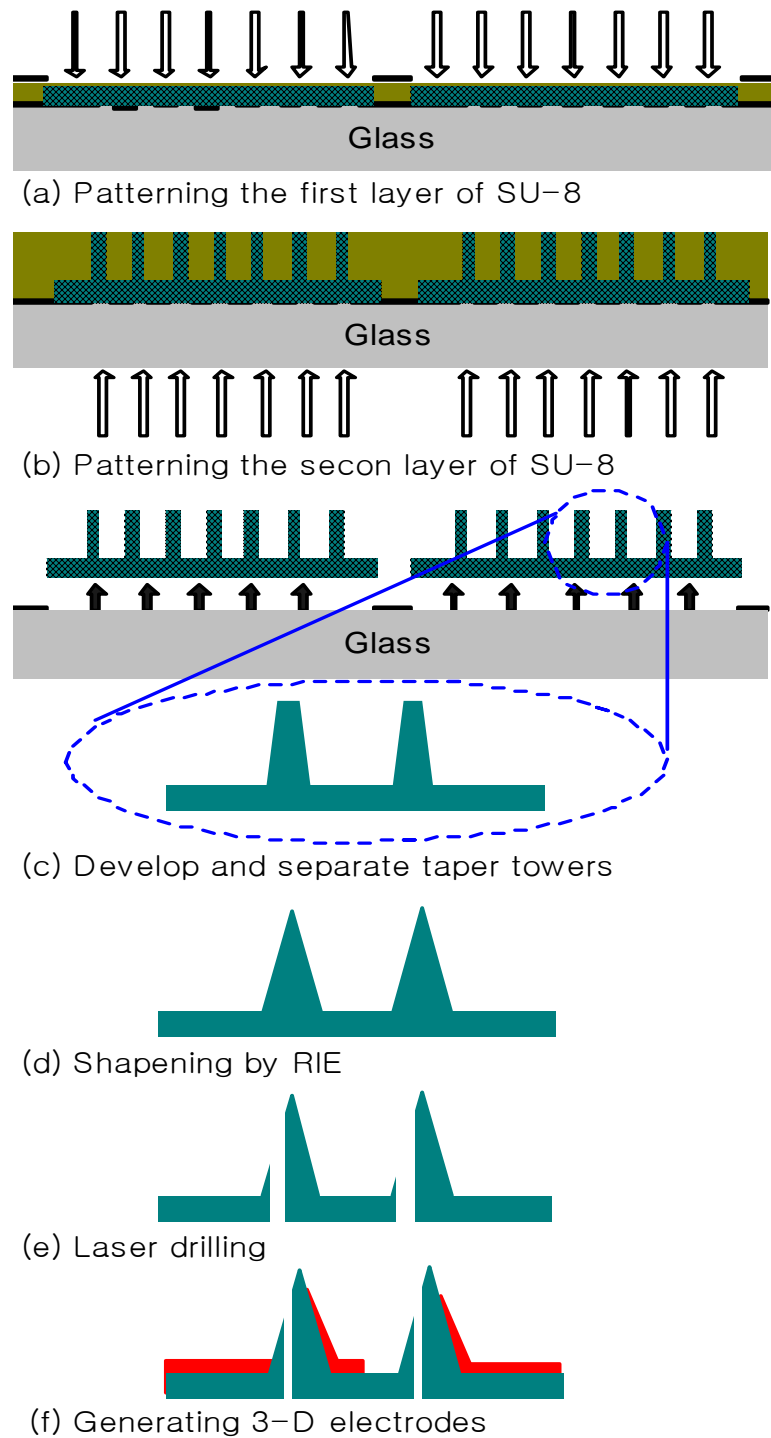 Glass
(a) Patterning the first layer of SU-8
Glass
(b) Patterning the secon layer of SU-8
Glass
(c) Develop and separate taper towers
(d) Shapening by RIE
(e) Laser drilling
(f) Generating 3-D electrodes